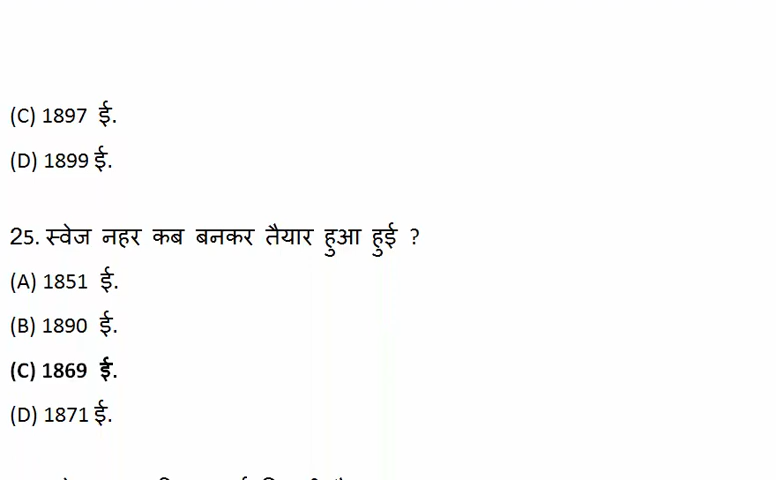 (C) 1897 ई.
(D) 1899 ई.
25. स्वेज नहर कब बनकर तैयार हुआ हुई ?
(A) 1851 ई.
(B) 1890 ई.
(C) 1869 ई.
(D) 1871 ई.